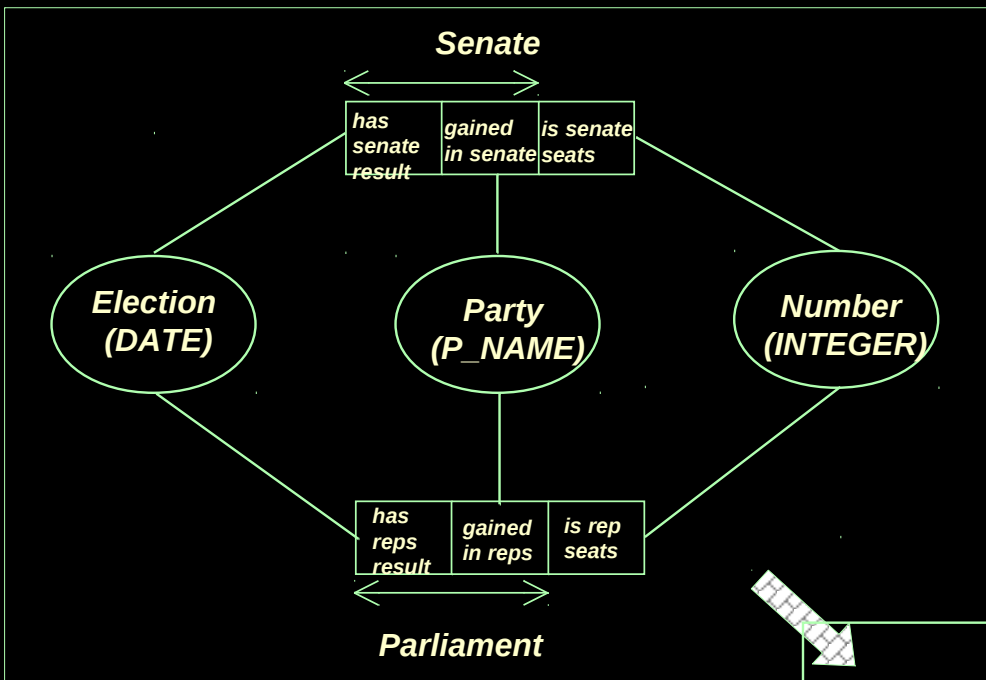 Senate
has
senate
result
gained
in senate
is senate
seats
Election
(DATE)
Party
(P_NAME)
Number
(INTEGER)
has
reps
result
gained
in reps
is rep
seats
Parliament